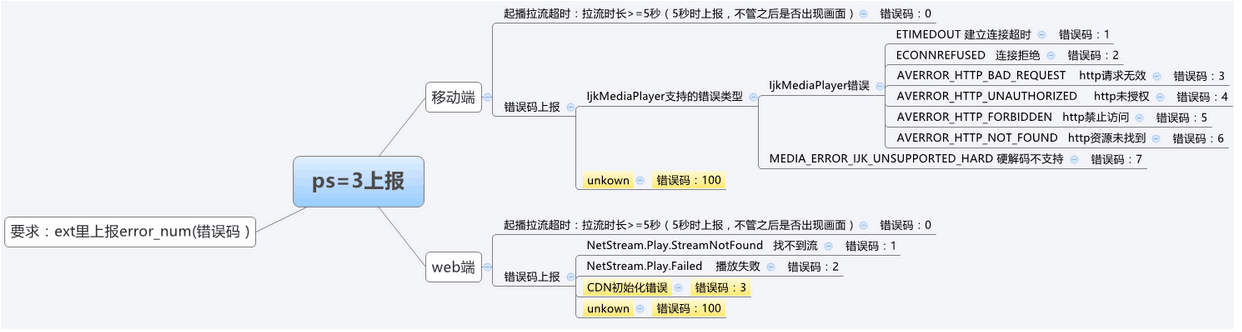 起播拉流超时：拉流时长>=5秒（5秒时上报，不管之后是否出现画面） 错误码：0
ETIMEDOUT 建立连接超时 错误码：1
ECONNREFUSED 连接拒绝 错误码：2
AVERROR_HTTP_BAD_REQUEST http请求无效 错误码：3
AVERROR_HTTP_UNAUTHORIZED http未授权 错误码：4
AVERROR_HTTP_FORBIDDEN http禁止访问 错误码：5
AVERROR_HTTP_NOT_FOUND http资源未找到 错误码：6
IjkMediaPlayer错误
IjkMediaPlayer支持的错误类型
移动端
错误码上报
MEDIA_ERROR_IJK_UNSUPPORTED_HARD 硬解码不支持 错误码：7
unkown 错误码：100
ps=3上报
要求：ext里上报error_num(错误码 )
起播拉流超时：拉流时长>=5秒（5秒时上报，不管之后是否出现画面） 错误码：0
web端
错误码上报
NetStream.Play.StreamNotFound 找不到流 错误码：1
NetStream.Play.Failed 播放失败 错误码：2
CDN初始化错误 错误码：3
unkown 错误码：100